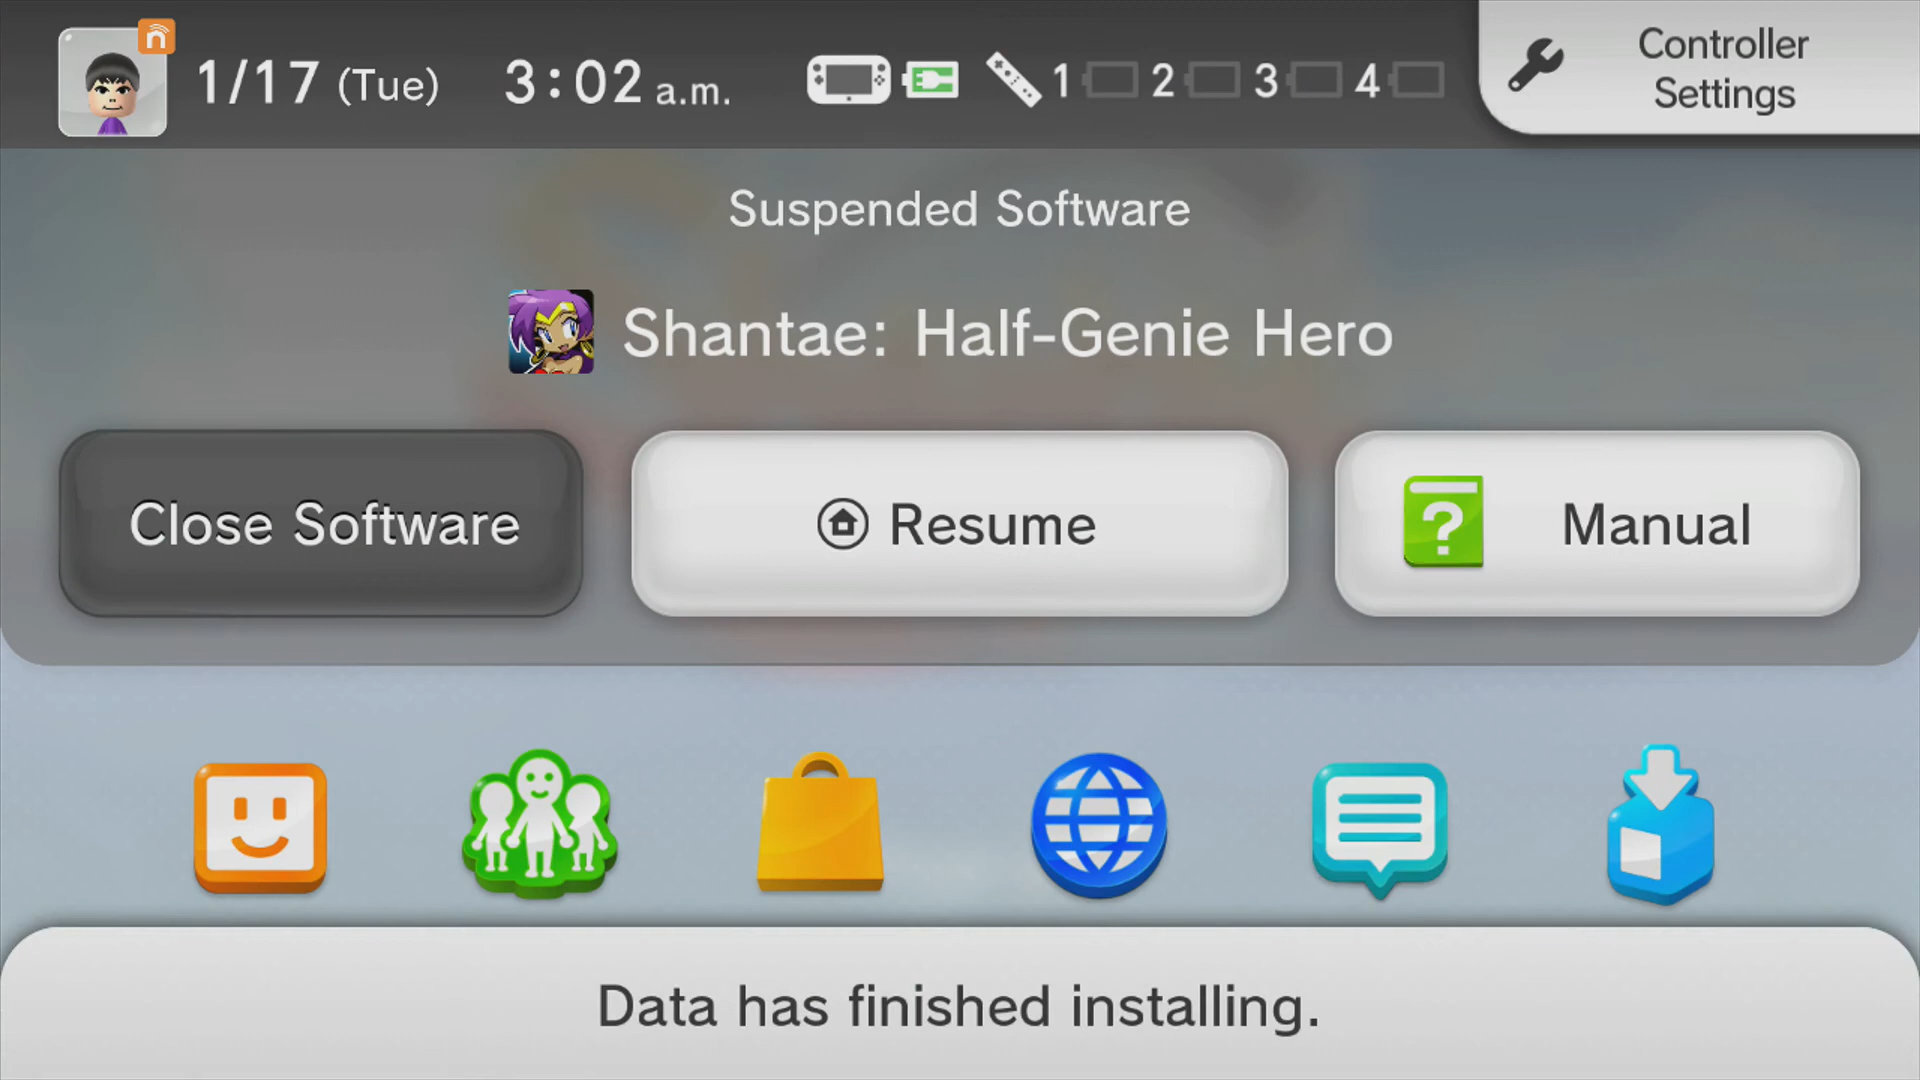 1/17 (Tue) 3:02 a.m. 1 2 3 4
Controller
Settings
Suspended Software
Shantae: Half-Genie Hero
Close Software
Resume
? Manual
Data has finished installing.